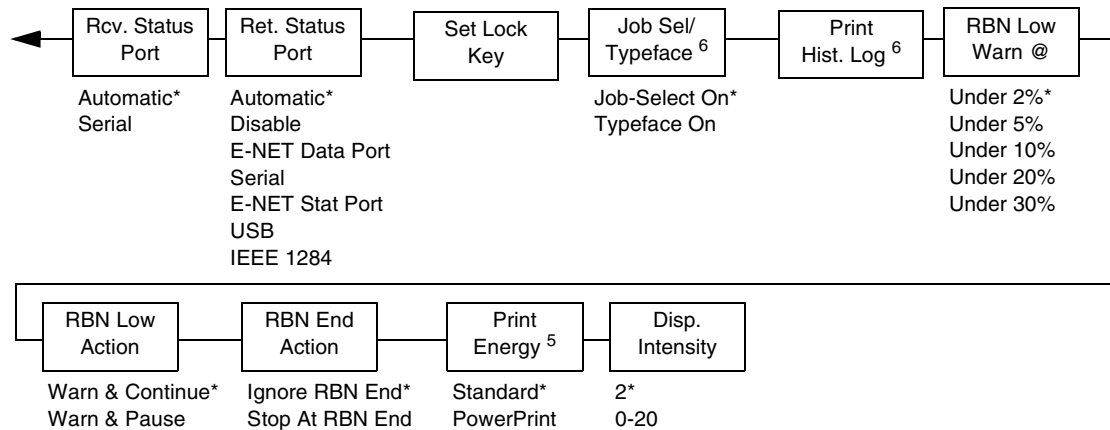 Rcv. Status
Port
Automatic*
Serial
Ret. Status
Port
Automatic*
Disable
E-NET Data Port
Serial
E-NET Stat Port
USB
IEEE 1284
Set Lock
Key
Job Sel/
Typeface 6
Job-Select On*
Typeface On
Print
Hist. Log 6
RBN Low
Warn @
Under 2%*
Under 5%
Under 10%
Under 20%
Under 30%
RBN Low
Action
Warn & Continue*
Warn & Pause
RBN End
Action
Ignore RBN End*
Stop At RBN End
Print
Energy 5
Standard*
PowerPrint
Disp.
Intensity
2*
0-20